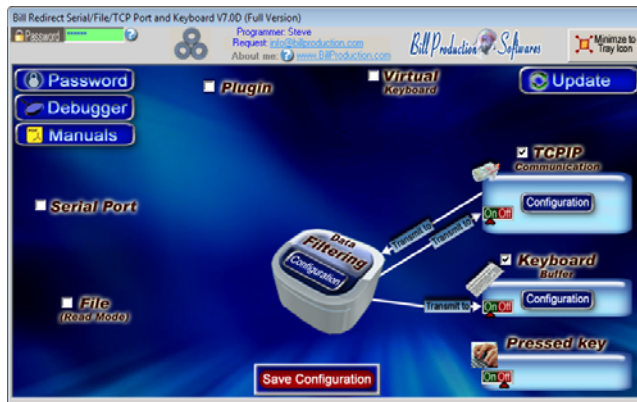 Bill Redirect Serial/File/TCP Port and Keyboard V7.0D (Full Version)
Password ****** ?
Programmer: Steve
Request: info@billproduction.com
About me: ? www.BillProduction.com
Bill Production Softwares
Minimze to
Tray Icon
Password
Debugger
Manuals
Plugin
Virtual
Keyboard
Update
TCPIP
Communication
Configuration
On Off
Serial Port
Data
Filtering
Configuration
Transmit to
Transmit to
Transmit to
Keyboard
Buffer
Configuration
On Off
File
(Read Mode)
Pressed key
On Off
Save Configuration